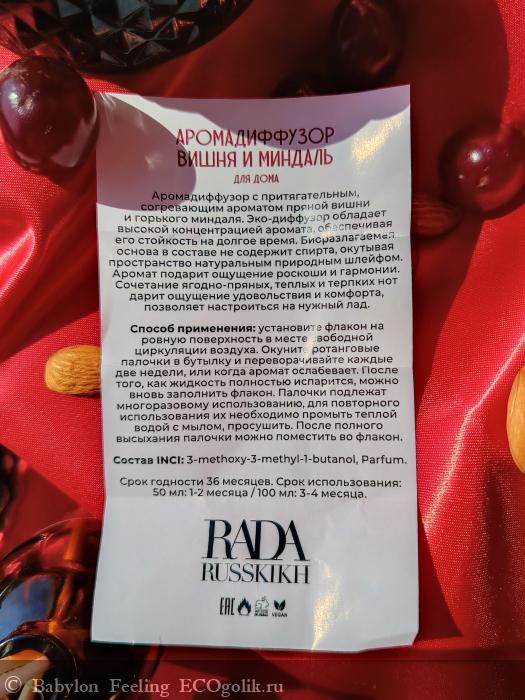 АРОМАДИФФУЗОР
ВИШНЯ И МИНДАЛЬ
ДЛЯ ДОМА
Аромадиффузор с притягательным,
согревающим ароматом пряной вишни
и горького миндаля. Эко-диффузор обладает
высокой концентрацией аромата, обеспечивая
его стойкость на долгое время. Биоразлагаемая
основа в составе не содержит спирта, окутывая
пространство натуральным природным шлейфом.
Аромат подарит ощущение роскоши и гармонии.
Сочетание ягодно-пряных, теплых и терпких нот
дарит ощущение удовольствия и комфорта,
позволяет настроиться на нужный лад.
Способ применения: установите флакон на
ровную поверхность в месте свободной
циркуляции воздуха. Окуните ротанговые
палочки в бутылку и переворачивайте каждые
две недели, или когда аромат ослабевает. После
того, как жидкость полностью испарится, можно
вновь заполнить флакон. Палочки подлежат
многоразовому использованию, для повторного
использования их необходимо промыть теплой
водой с мылом, просушить. После полного
высыхания палочки можно поместить во флакон.
Состав INCI: 3-methoxy-3-methyl-1-butanol, Parfum.
Срок годности 36 месяцев. Срок использования:
50 мл: 1-2 месяца / 100 мл: 3-4 месяца.
RADA
RUSSKIKH
EAC
VEGAN
© Babylon Feeling ECOgolik.ru